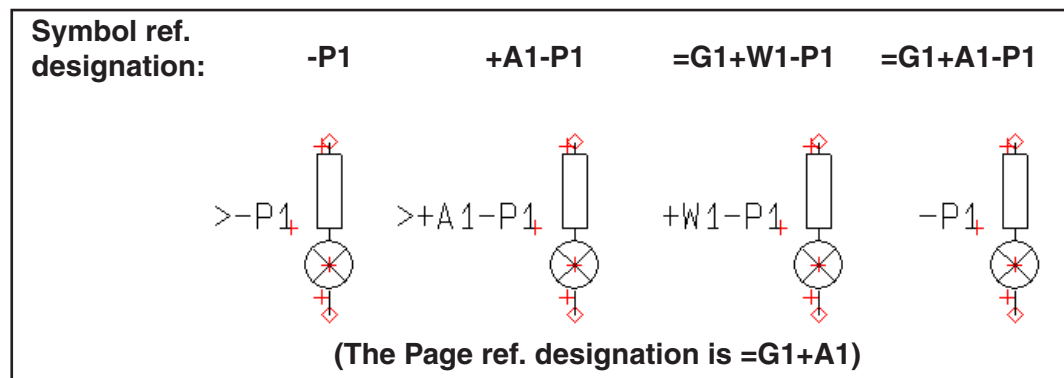 Symbol ref.
designation: -P1 +A1-P1 =G1+W1-P1 =G1+A1-P1
>-P1 >+A1-P1 +W1-P1 -P1
(The Page ref. designation is =G1+A1)